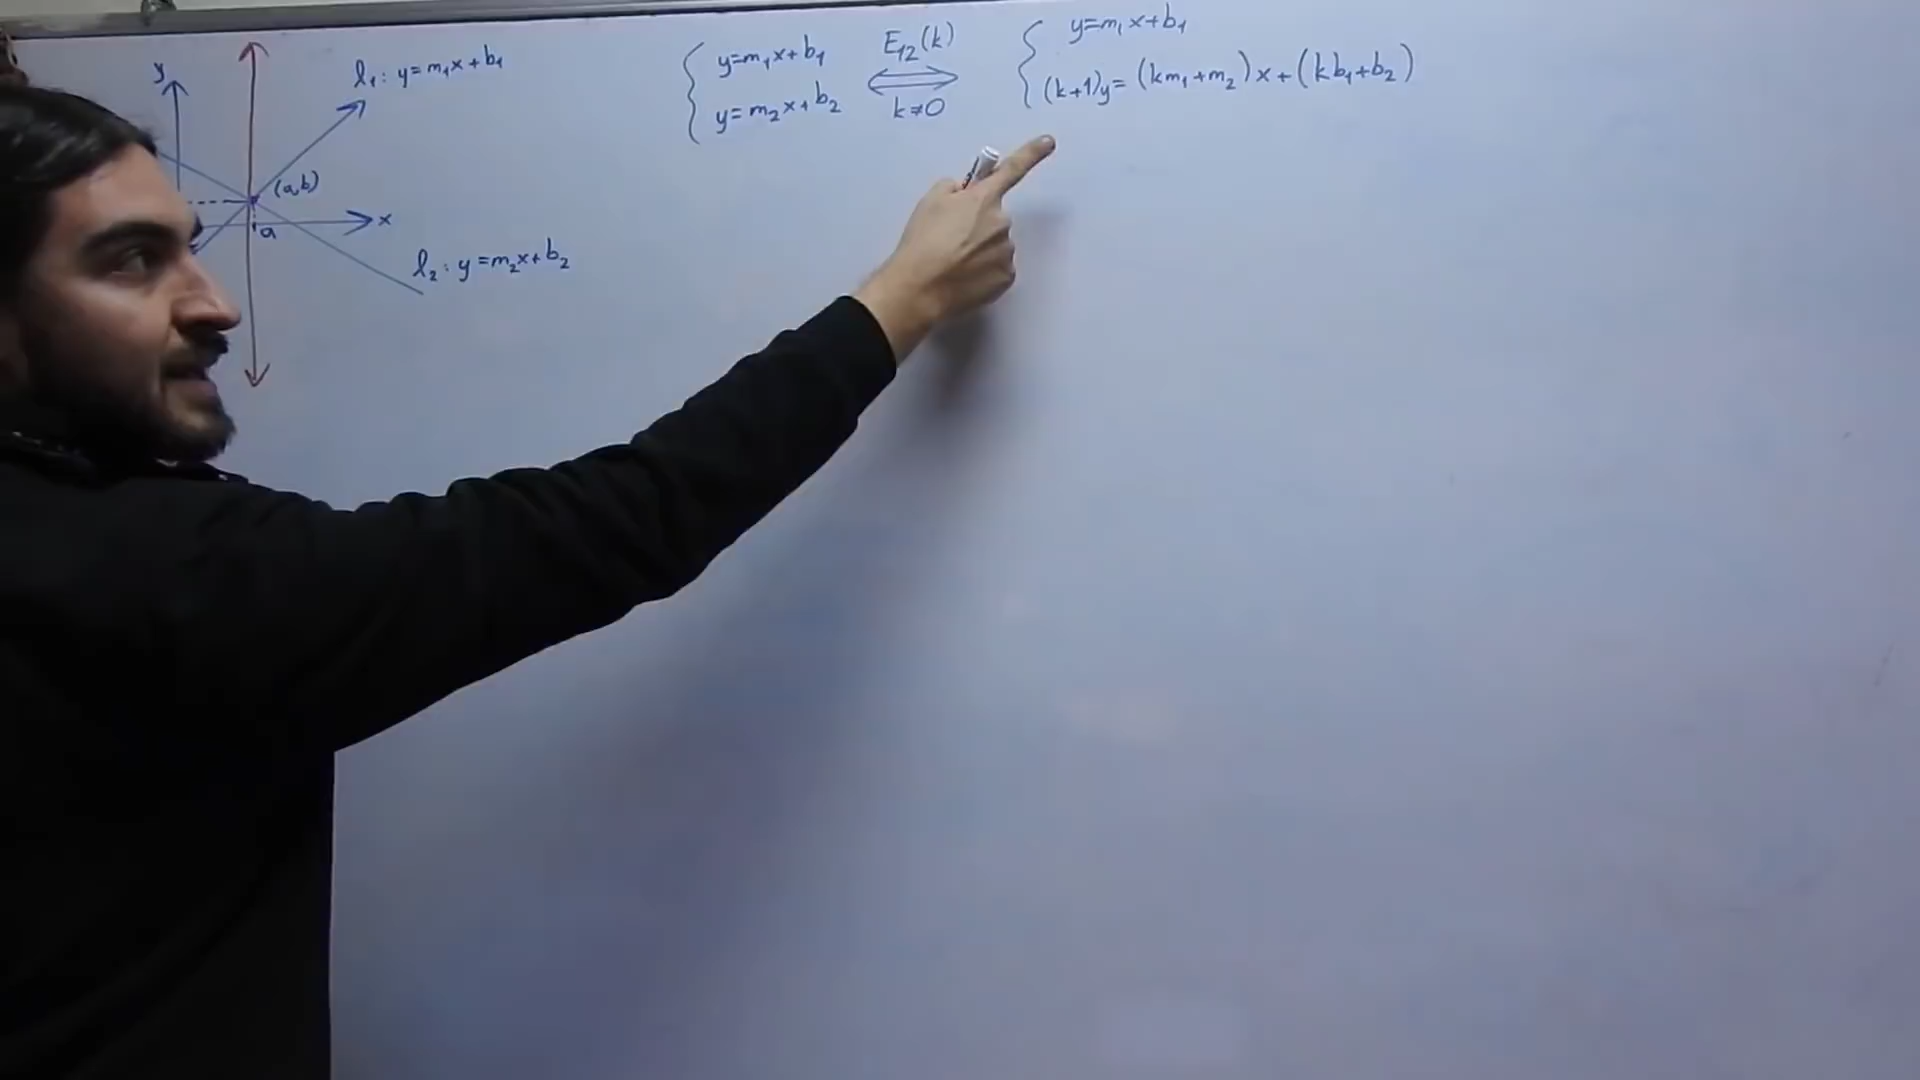 y
l₁: y=m₁x+b₁
(a,b)
x
a
l₂: y=m₂x+b₂
y=m₁x+b₁
y=m₂x+b₂
E₁₂(k)
k≠0
y=m₁x+b₁
(k+1)y=(km₁+m₂)x+(kb₁+b₂)